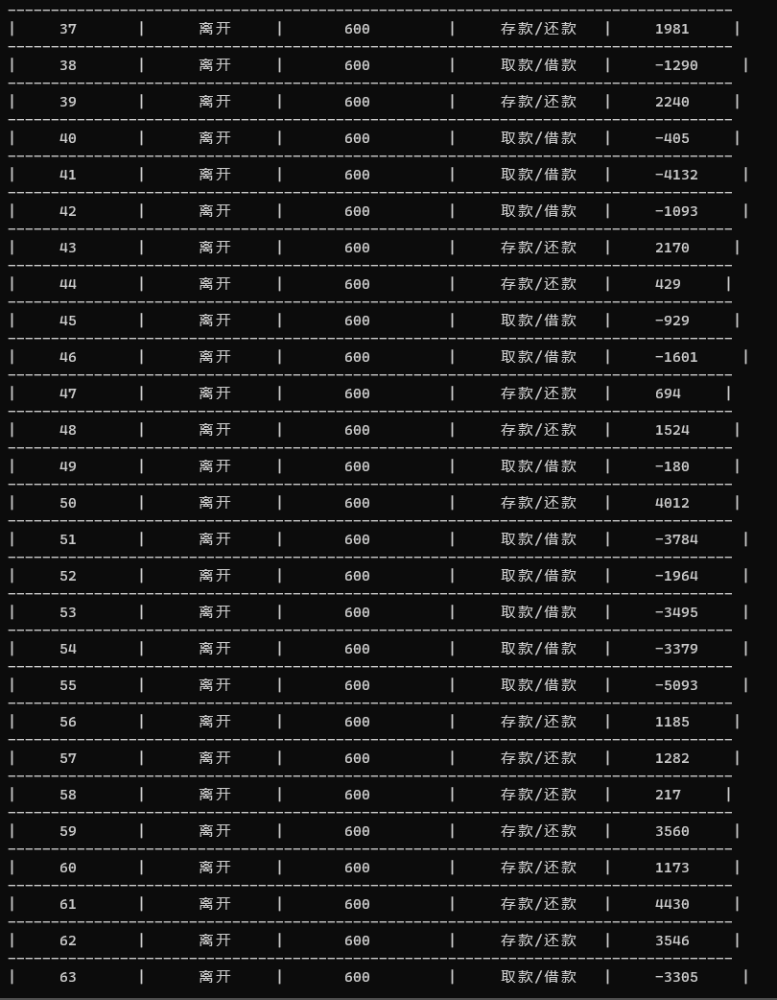 | 37 | 离开 | 600 | 存款/还款 | 1981 |
| 38 | 离开 | 600 | 取款/借款 | -1290 |
| 39 | 离开 | 600 | 存款/还款 | 2240 |
| 40 | 离开 | 600 | 取款/借款 | -405 |
| 41 | 离开 | 600 | 取款/借款 | -4132 |
| 42 | 离开 | 600 | 取款/借款 | -1093 |
| 43 | 离开 | 600 | 存款/还款 | 2170 |
| 44 | 离开 | 600 | 存款/还款 | 429 |
| 45 | 离开 | 600 | 取款/借款 | -929 |
| 46 | 离开 | 600 | 取款/借款 | -1601 |
| 47 | 离开 | 600 | 存款/还款 | 694 |
| 48 | 离开 | 600 | 存款/还款 | 1524 |
| 49 | 离开 | 600 | 取款/借款 | -180 |
| 50 | 离开 | 600 | 存款/还款 | 4012 |
| 51 | 离开 | 600 | 取款/借款 | -3784 |
| 52 | 离开 | 600 | 取款/借款 | -1964 |
| 53 | 离开 | 600 | 取款/借款 | -3495 |
| 54 | 离开 | 600 | 取款/借款 | -3379 |
| 55 | 离开 | 600 | 取款/借款 | -5093 |
| 56 | 离开 | 600 | 存款/还款 | 1185 |
| 57 | 离开 | 600 | 存款/还款 | 1282 |
| 58 | 离开 | 600 | 存款/还款 | 217 |
| 59 | 离开 | 600 | 存款/还款 | 3560 |
| 60 | 离开 | 600 | 存款/还款 | 1173 |
| 61 | 离开 | 600 | 存款/还款 | 4430 |
| 62 | 离开 | 600 | 存款/还款 | 3546 |
| 63 | 离开 | 600 | 取款/借款 | -3305 |